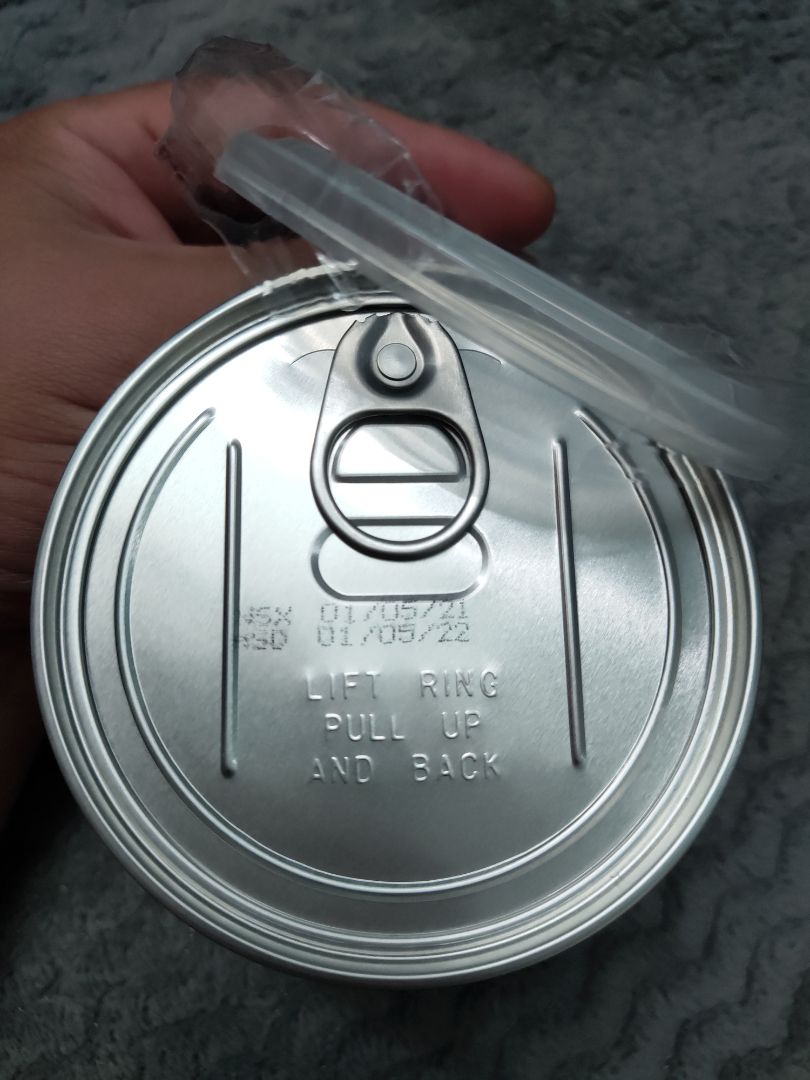 01/05/21
01/05/22
LIFT RING
PULL UP
AND BACK